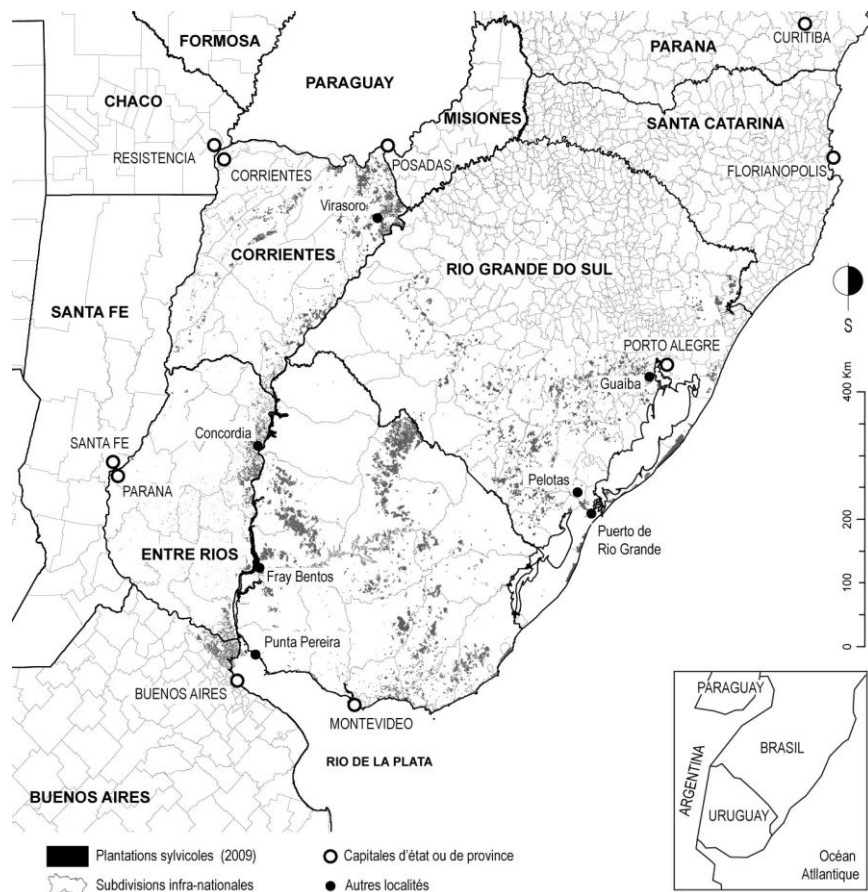 FORMOSA
PARANA
CURITIBA
PARAGUAY
CHACO
MISIONES
SANTA CATARINA
RESISTENCIA
CORRIENTES
POSADAS
FLORIANOPOLIS
Virasoro
CORRIENTES
RIO GRANDE DO SUL
SANTA FE
S
PORTO ALEGRE
Guaiba
400 Km
Concordia
SANTA FE
PARANA
Pelotas
200
Puerto de
Rio Grande
ENTRE RIOS
Fray Bentos
Punta Pereira
0
BUENOS AIRES
MONTEVIDEO
RIO DE LA PLATA
BUENOS AIRES
PARAGUAY
BRASIL
ARGENTINA
URUGUAY
Océan
Atllantique
Plantations sylvicoles (2009)
Capitales d'état ou de province
Subdivisions infra-nationales
Autres localités